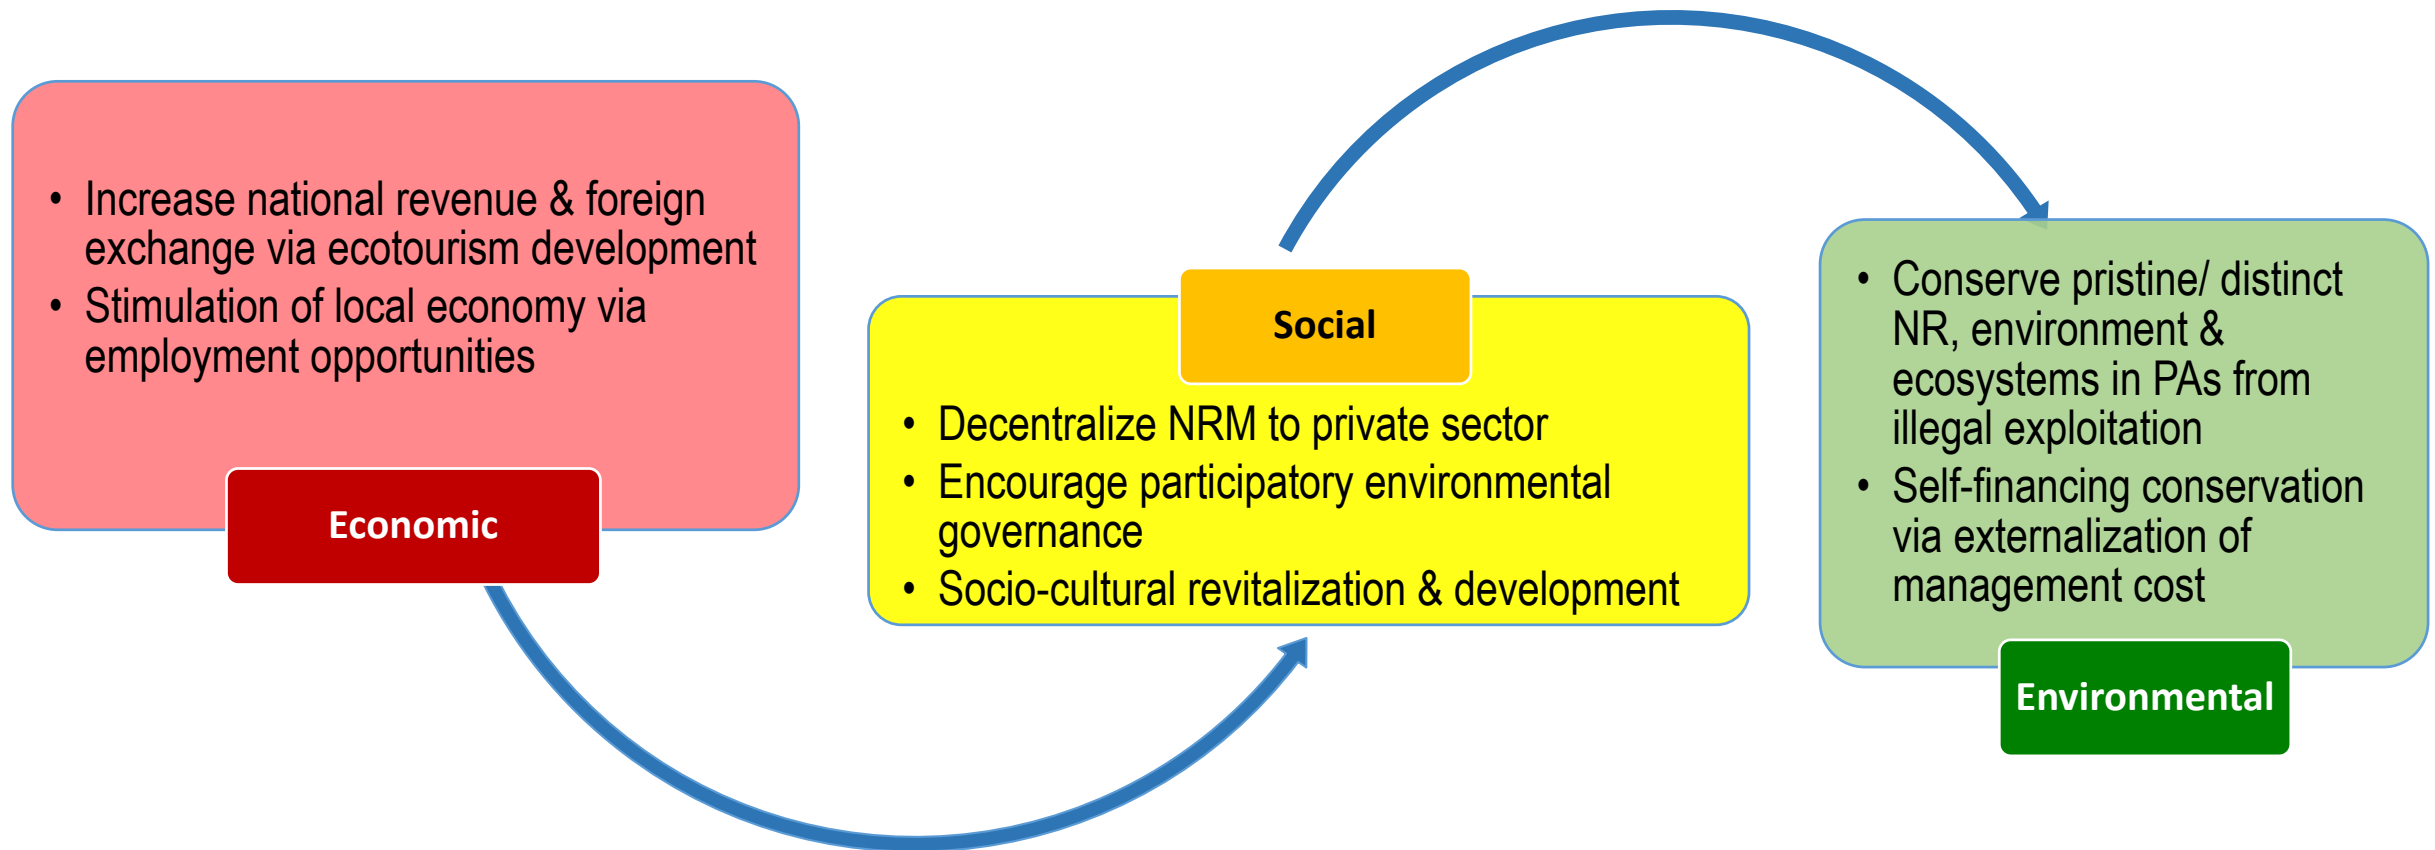 • Increase national revenue & foreign
exchange via ecotourism development
• Stimulation of local economy via
employment opportunities
Economic
Social
• Decentralize NRM to private sector
• Encourage participatory environmental
governance
• Socio-cultural revitalization & development
• Conserve pristine/ distinct
NR, environment &
ecosystems in PAs from
illegal exploitation
• Self-financing conservation
via externalization of
management cost
Environmental